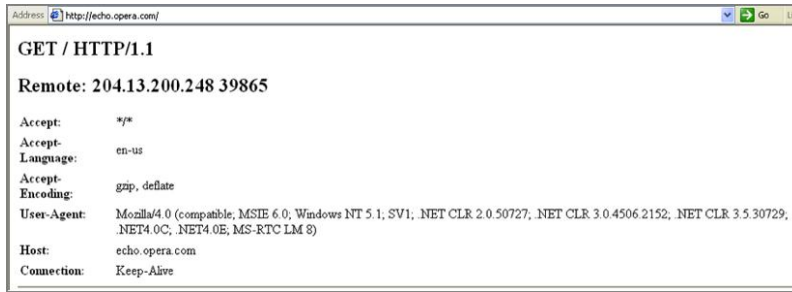 Address http://echo.opera.com/ Go
GET / HTTP/1.1
Remote: 204.13.200.248 39865
Accept: */*
Accept-
Language: en-us
Accept-
Encoding: gzip, deflate
User-Agent: Mozilla/4.0 (compatible; MSIE 6.0; Windows NT 5.1; SV1; .NET CLR 2.0.50727; .NET CLR 3.0.4506.2152; .NET CLR 3.5.30729;
.NET4.0C; .NET4.0E; MS-RTC LM 8)
Host: echo.opera.com
Connection: Keep-Alive